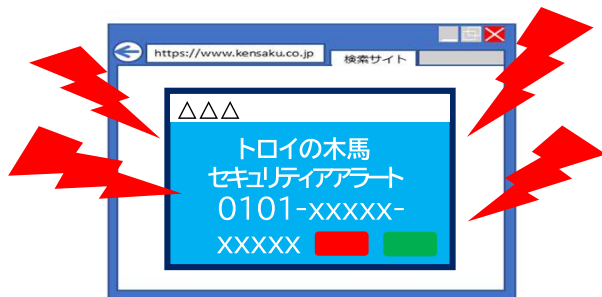 https://www.kensaku.co.jp
検索サイト
△△△
トロイの木馬
セキュリティアアラート
0101-xxxxx-
xxxxx